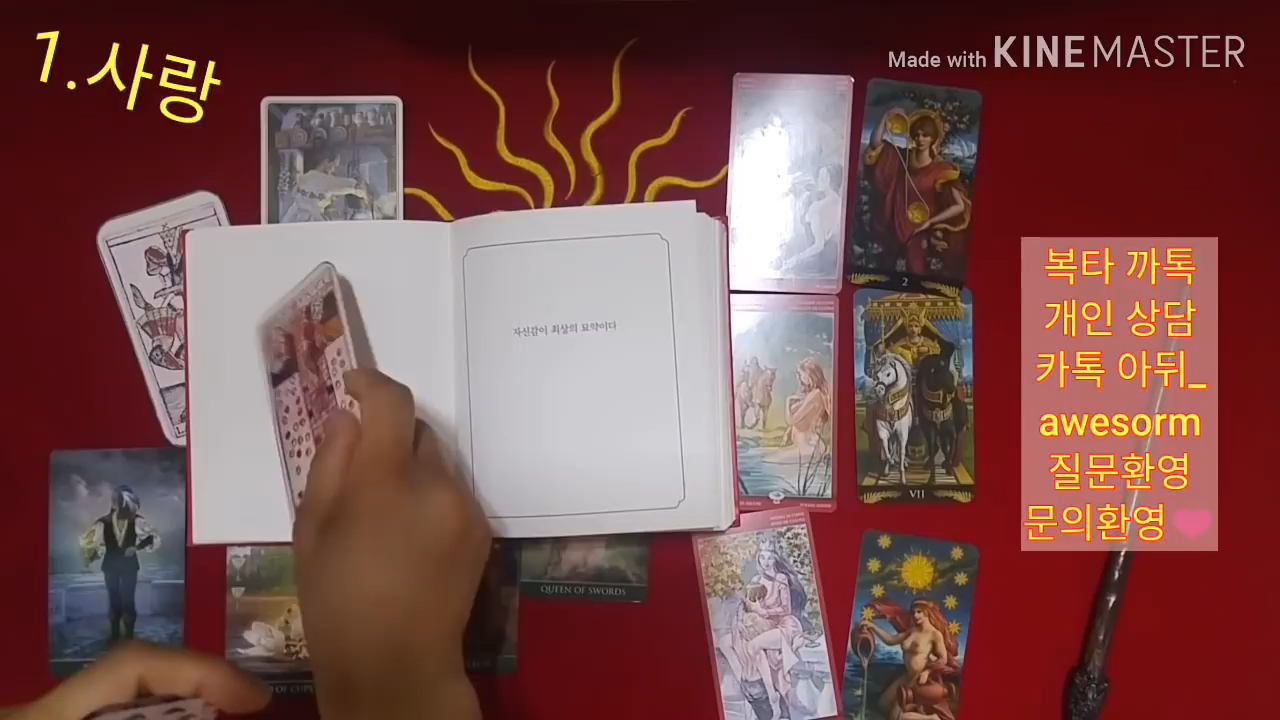 1.사랑
Made with KINEMASTER
자신감이 최상의 묘약이다
2
VII
QUEEN OF SWORDS
OF CUPS
복타 까톡
개인 상담
카톡 아뒤_
awesorm
질문환영
문의환영